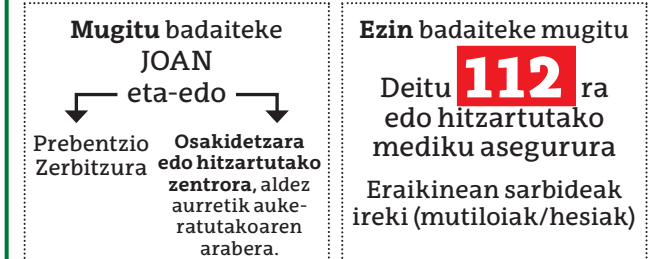 Mugitu badaiteke
JOAN
eta-edo
Prebentzio
Zerbitzura
Osakidetzara
edo hitzartutako
zentrora, aldez
aurretik auke-
ratutakoaren
arabera.
Ezin badaiteke mugitu
Deitu 112 ra
edo hitzartutako
mediku asegurura
Eraikinean sarbideak
ireki (mutiloiak/hesiak)